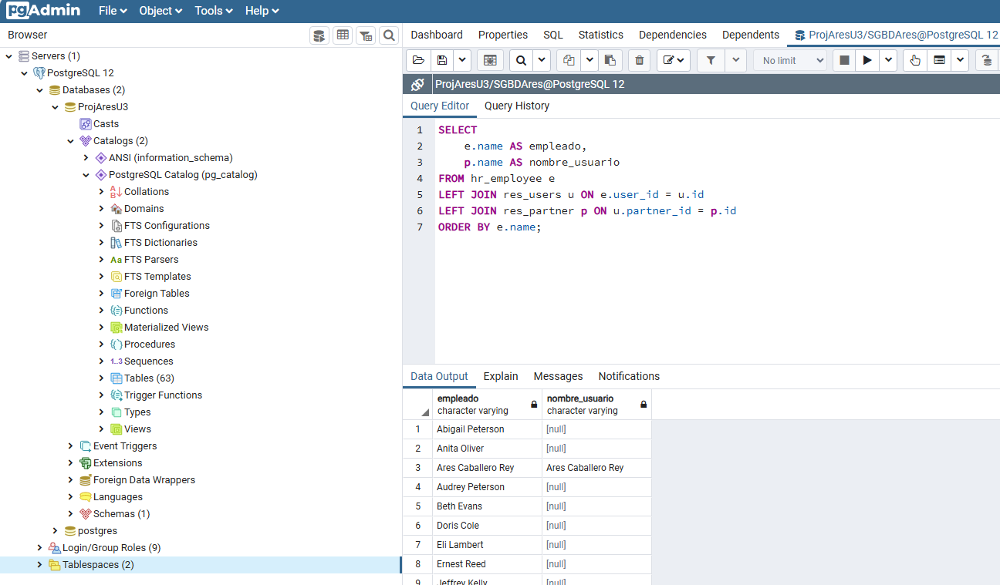 pgAdmin File Object Tools Help
Browser
Dashboard Properties SQL Statistics Dependencies Dependents ProjAresU3/SGBDAres@PostgreSQL 12
Servers (1)
PostgreSQL 12
Databases (2)
ProjAresU3
Casts
Catalogs (2)
ANSI (information_schema)
PostgreSQL Catalog (pg_catalog)
Collations
Domains
FTS Configurations
FTS Dictionaries
FTS Parsers
FTS Templates
Foreign Tables
Functions
Materialized Views
Procedures
1..3 Sequences
Tables (63)
Trigger Functions
Types
Views
Event Triggers
Extensions
Foreign Data Wrappers
Languages
Schemas (1)
postgres
Login/Group Roles (9)
Tablespaces (2)
No limit
ProjAresU3/SGBDAres@PostgreSQL 12
Query Editor Query History
1 SELECT
2 e.name AS empleado,
3 p.name AS nombre_usuario
4 FROM hr_employee e
5 LEFT JOIN res_users u ON e.user_id = u.id
6 LEFT JOIN res_partner p ON u.partner_id = p.id
7 ORDER BY e.name;
Data Output Explain Messages Notifications
empleado nombre_usuario
character varying character varying
1 Abigail Peterson [null]
2 Anita Oliver [null]
3 Ares Caballero Rey Ares Caballero Rey
4 Audrey Peterson [null]
5 Beth Evans [null]
6 Doris Cole [null]
7 Eli Lambert [null]
8 Ernest Reed [null]
9 Jeffrey Kelly [null]